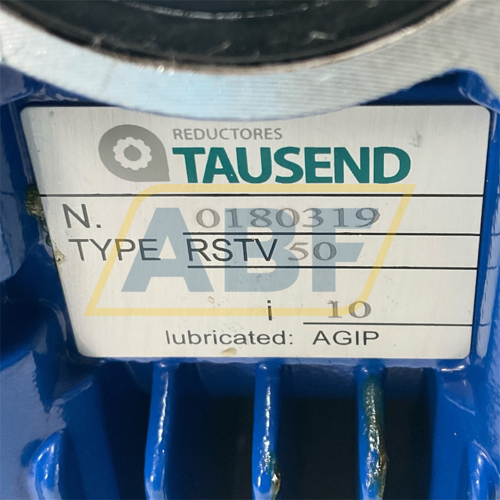 REDUCTORES
TAUSEND
N. 0180319
TYPE RSTV 50
i 10
lubricated: AGIP
ABF